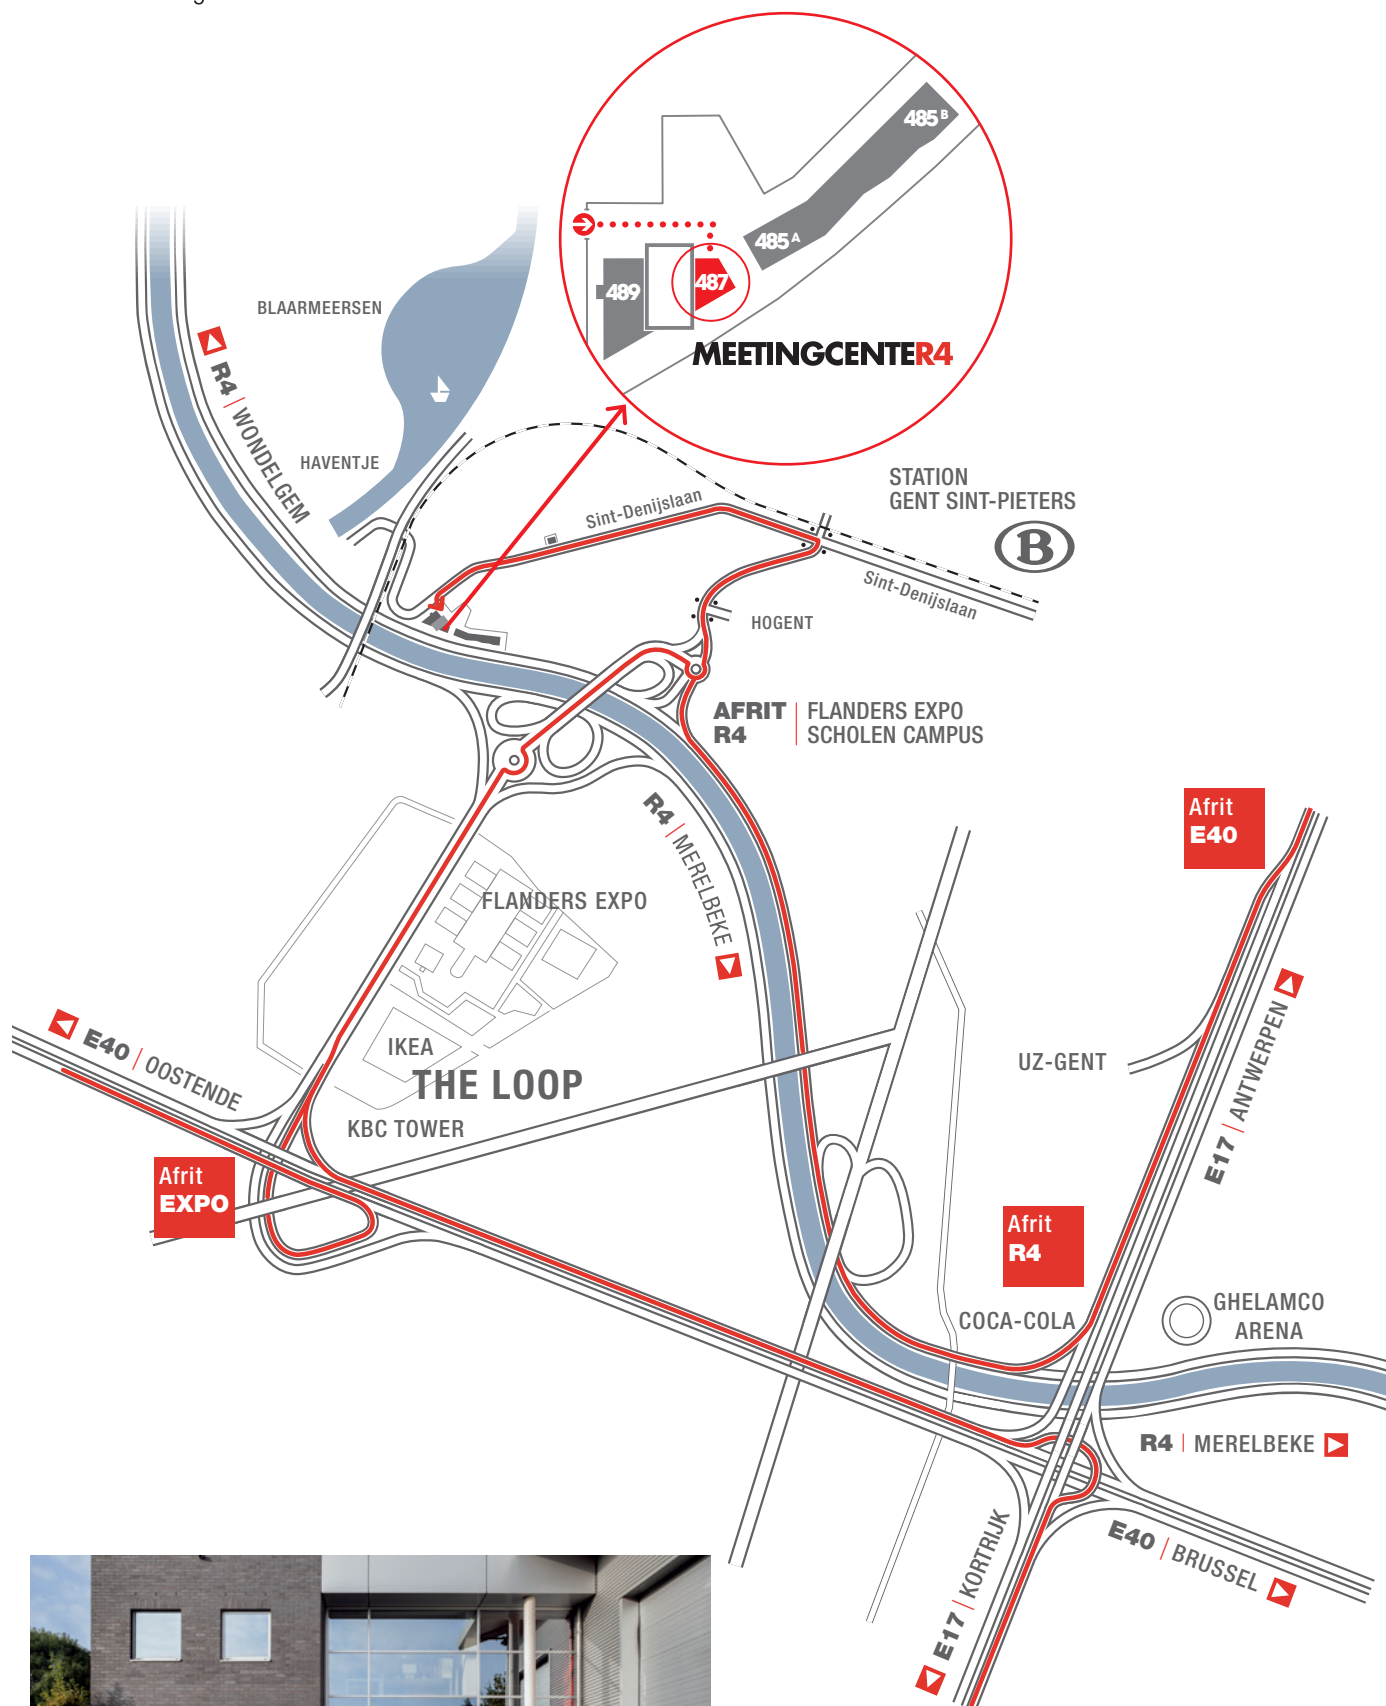 485 B
485 A
487
489
MEETINGCENTER4
BLAARMEERSEN
R4 | WONDELGEM
HAVENTJE
STATION
GENT SINT-PIETERS
B
Sint-Denijslaan
Sint-Denijslaan
HOGENT
AFRIT | FLANDERS EXPO
R4 | SCHOLEN CAMPUS
R4 | MERELBEKE
Afrit
E40
FLANDERS EXPO
E40 | OOSTENDE
IKEA
THE LOOP
KBC TOWER
UZ-GENT
E17 | ANTWERPEN
Afrit
EXPO
Afrit
R4
COCA-COLA
GHELAMCO
ARENA
R4 | MERELBEKE
E40 | BRUSSEL
E17 | KORTRIJK